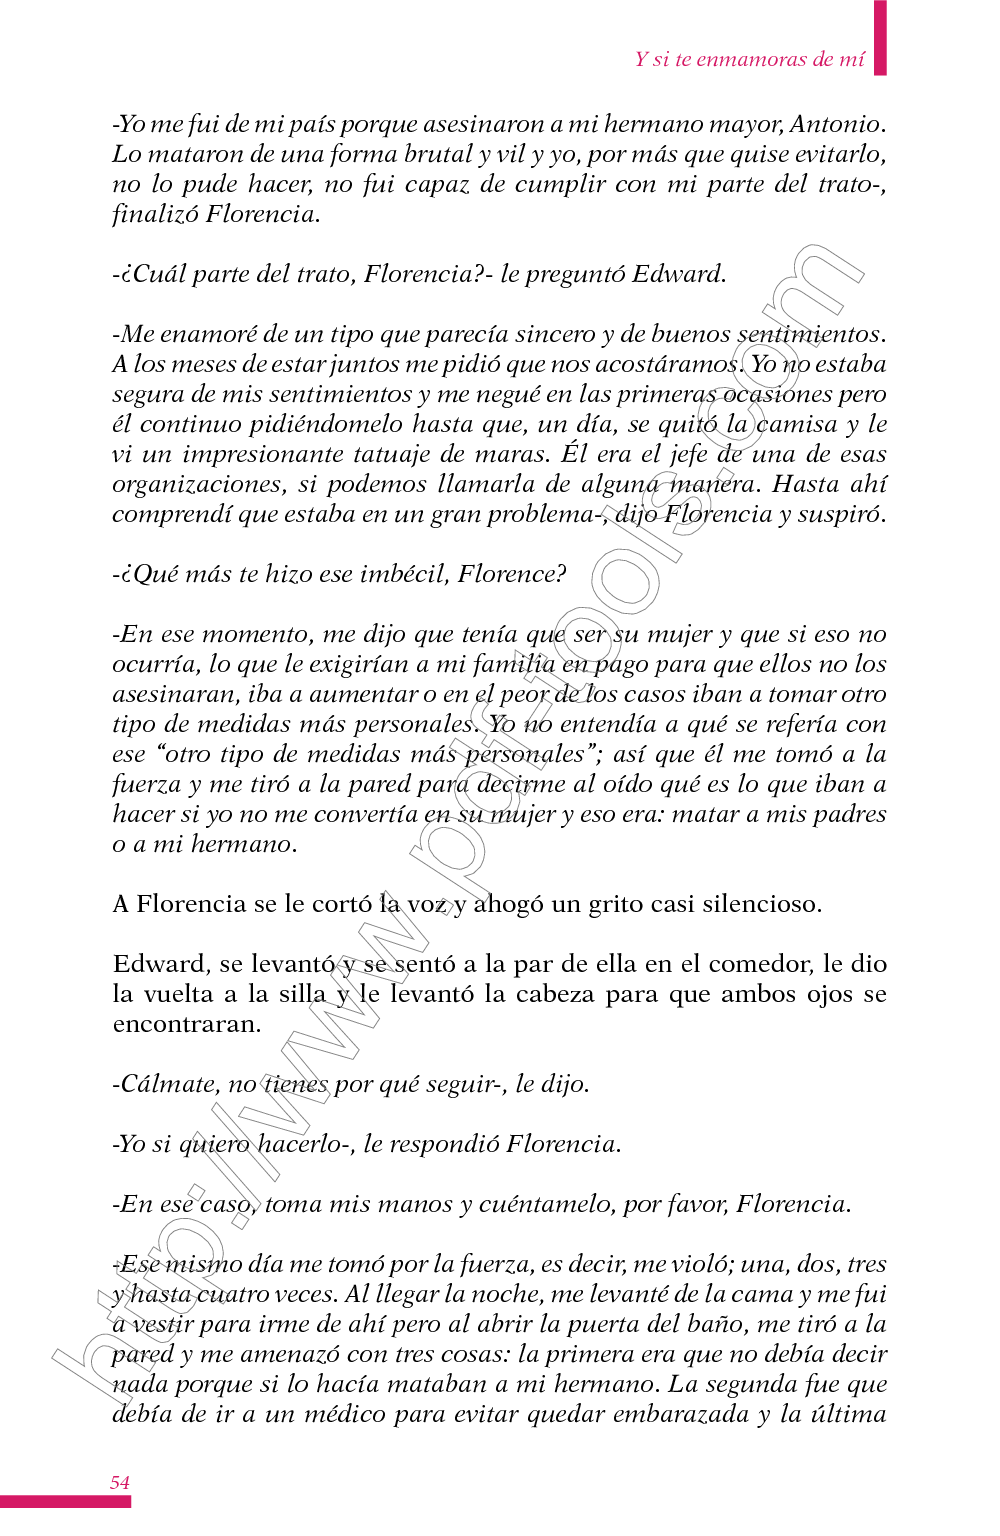 Y si te enmamoras de mí
-Yo me fui de mi país porque asesinaron a mi hermano mayor, Antonio.
Lo mataron de una forma brutal y vil y yo, por más que quise evitarlo,
no lo pude hacer, no fui capaz de cumplir con mi parte del trato-,
finalizó Florencia.
-¿Cuál parte del trato, Florencia?- le preguntó Edward.
-Me enamoré de un tipo que parecía sincero y de buenos sentimientos.
A los meses de estar juntos me pidió que nos acostáramos. Yo no estaba
segura de mis sentimientos y me negué en las primeras ocasiones pero
él continuo pidiéndomelo hasta que, un día, se quitó la camisa y le
vi un impresionante tatuaje de maras. Él era el jefe de una de esas
organizaciones, si podemos llamarla de alguna manera. Hasta ahí
comprendí que estaba en un gran problema-, dijo Florencia y suspiró.
-¿Qué más te hizo ese imbécil, Florence?
-En ese momento, me dijo que tenía que ser su mujer y que si eso no
ocurría, lo que le exigirían a mi familia en pago para que ellos no los
asesinaran, iba a aumentar o en el peor de los casos iban a tomar otro
tipo de medidas más personales. Yo no entendía a qué se refería con
ese “otro tipo de medidas más personales”; así que él me tomó a la
fuerza y me tiró a la pared para decirme al oído qué es lo que iban a
hacer si yo no me convertía en su mujer y eso era: matar a mis padres
o a mi hermano.
A Florencia se le cortó la voz y ahogó un grito casi silencioso.
Edward, se levantó y se sentó a la par de ella en el comedor, le dio
la vuelta a la silla y le levantó la cabeza para que ambos ojos se
encontraran.
-Cálmate, no tienes por qué seguir-, le dijo.
-Yo si quiero hacerlo-, le respondió Florencia.
-En ese caso, toma mis manos y cuéntamelo, por favor, Florencia.
-Ese mismo día me tomó por la fuerza, es decir, me violó; una, dos, tres
y hasta cuatro veces. Al llegar la noche, me levanté de la cama y me fui
a vestir para irme de ahí pero al abrir la puerta del baño, me tiró a la
pared y me amenazó con tres cosas: la primera era que no debía decir
nada porque si lo hacía mataban a mi hermano. La segunda fue que
debía de ir a un médico para evitar quedar embarazada y la última
54
http://www.pdf-tools.com